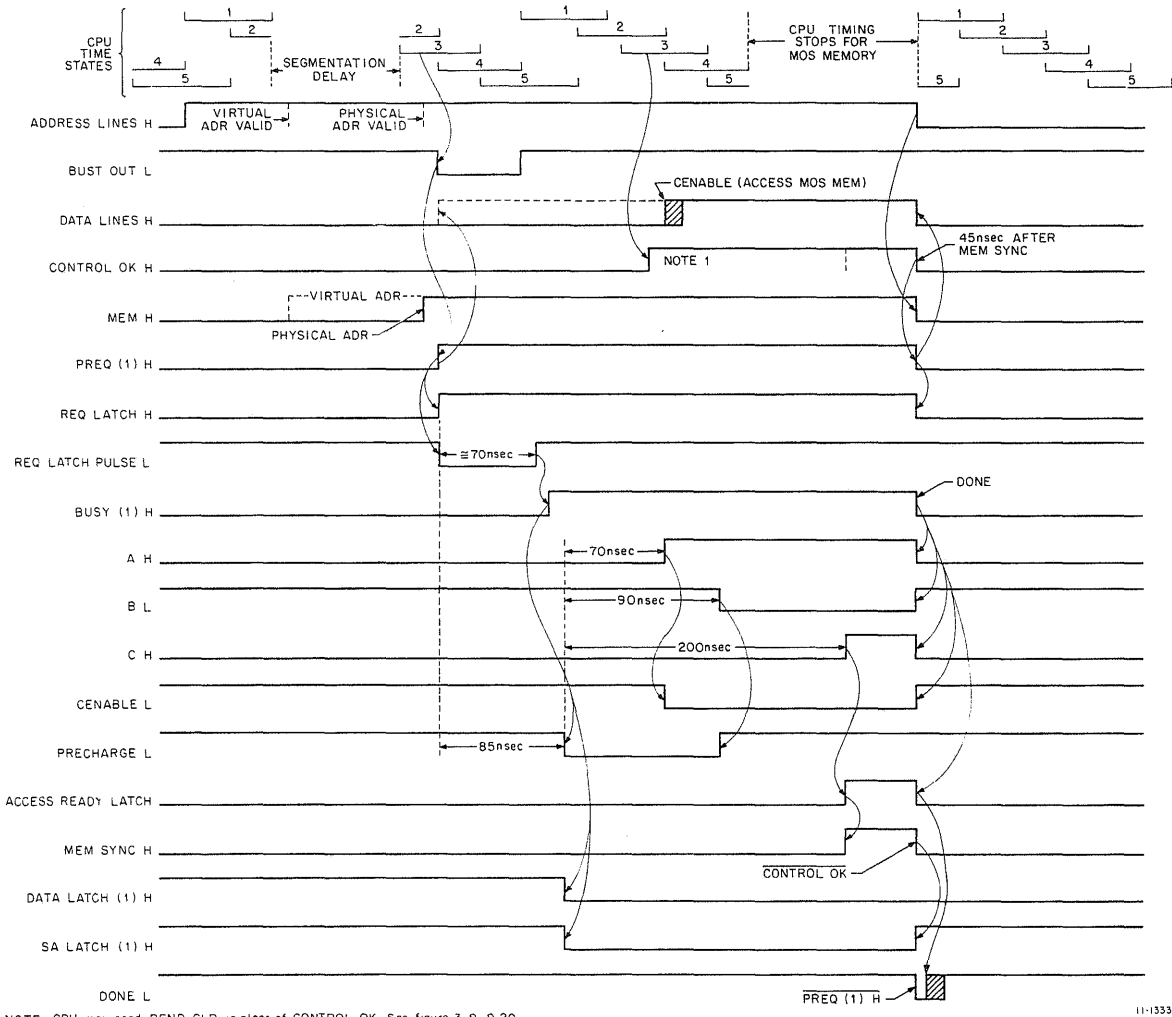 1 1 CPU TIMING STOPS FOR MOS MEMORY 1
2 2 2 2
CPU TIME STATES 3 3 3
4 SEGMENTATION DELAY 4 4 4
5 5 5 5 5
ADDRESS LINES H VIRTUAL ADR VALID PHYSICAL ADR VALID
BUST OUT L
CENABLE (ACCESS MOS MEM)
DATA LINES H
CONTROL OK H NOTE 1 45nsec AFTER MEM SYNC
VIRTUAL ADR
MEM H
PHYSICAL ADR
PREQ (1) H
REQ LATCH H
REQ LATCH PULSE L ≅70nsec
DONE
BUSY (1) H
A H 70nsec
B L 90nsec
C H 200nsec
CENABLE L
PRECHARGE L 85nsec
ACCESS READY LATCH
MEM SYNC H
CONTROL OK
DATA LATCH (1) H
SA LATCH (1) H
DONE L PREQ (1) H
11-1333